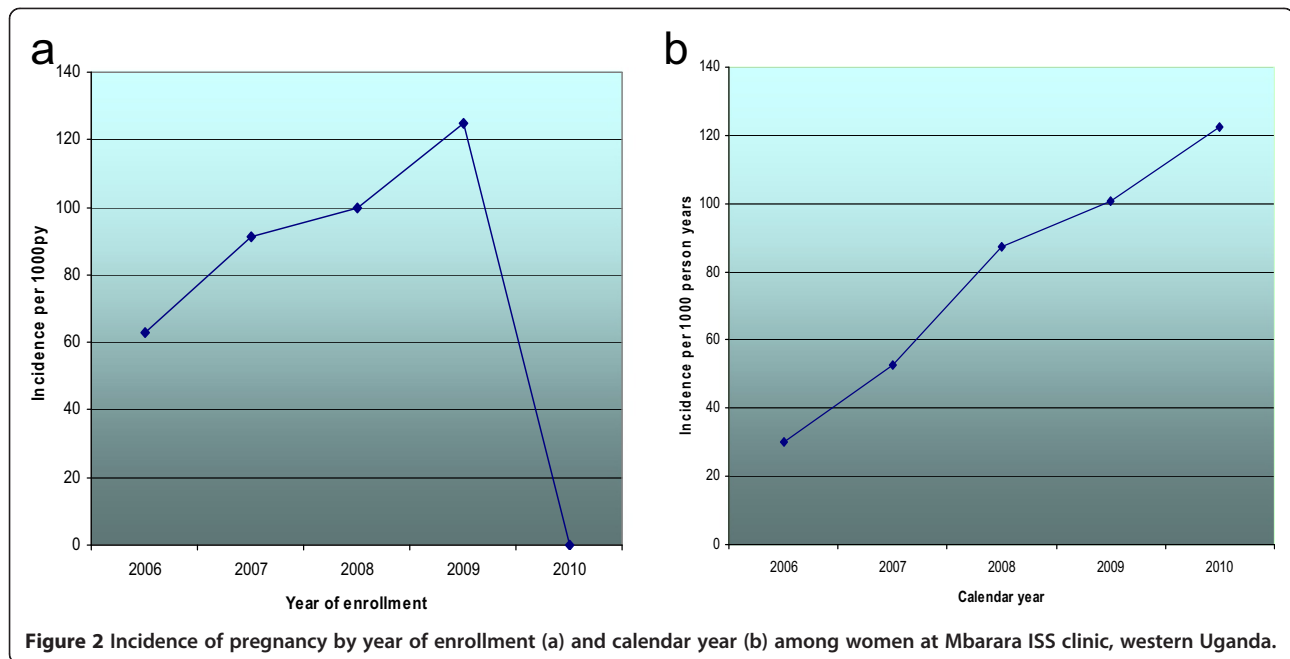 a
140
120
100
80
60
40
20
0
Incidence per 1000py
2006 2007 2008 2009 2010
Year of enrollment
b
140
120
100
80
60
40
20
0
Incidence per 1000 person years
2006 2007 2008 2009 2010
Calendar year
Figure 2 Incidence of pregnancy by year of enrollment (a) and calendar year (b) among women at Mbarara ISS clinic, western Uganda.